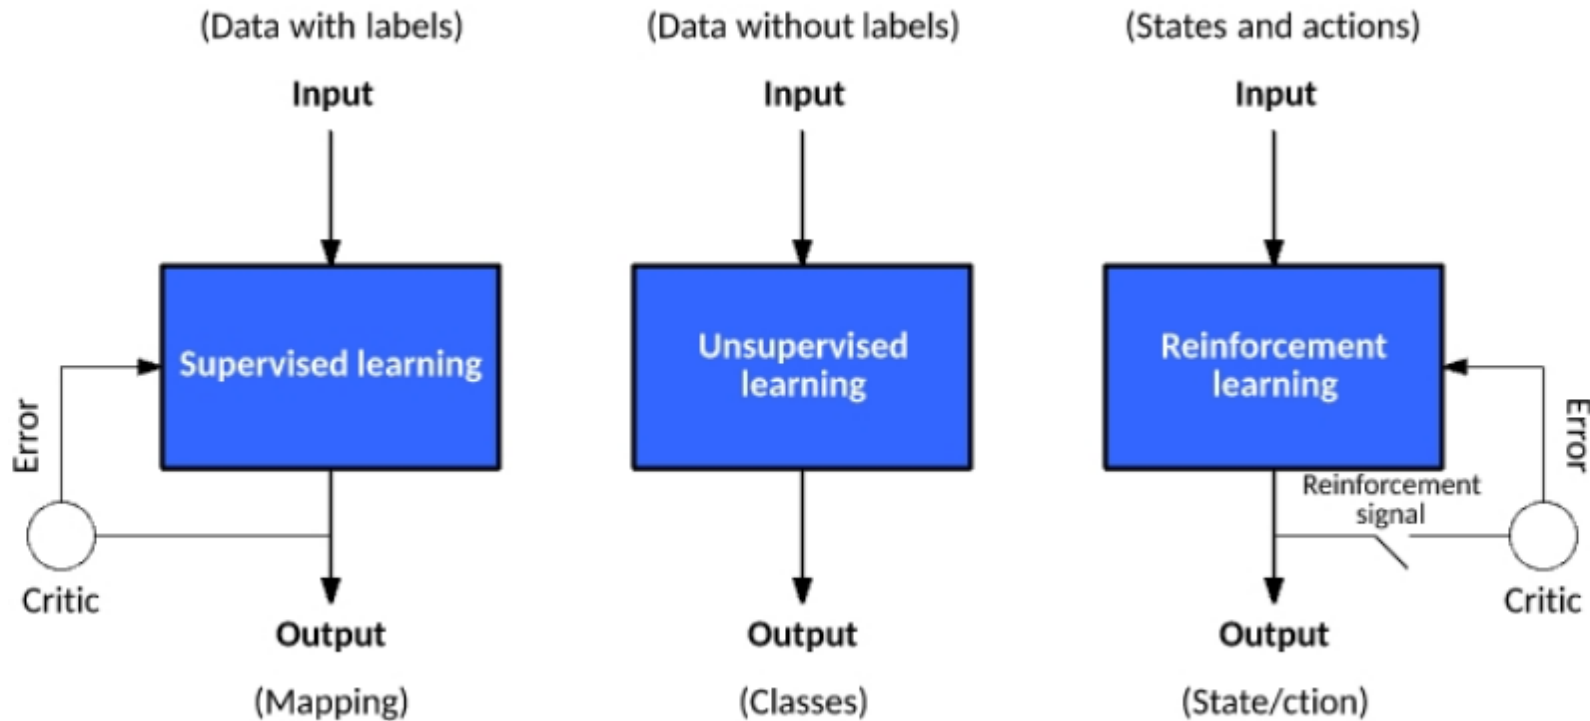 (Data with labels)
Input
Supervised learning
Error
Critic
Output
(Mapping)
(Data without labels)
Input
Unsupervised
learning
Output
(Classes)
(States and actions)
Input
Reinforcement
learning
Error
Reinforcement
signal
Critic
Output
(State/ction)